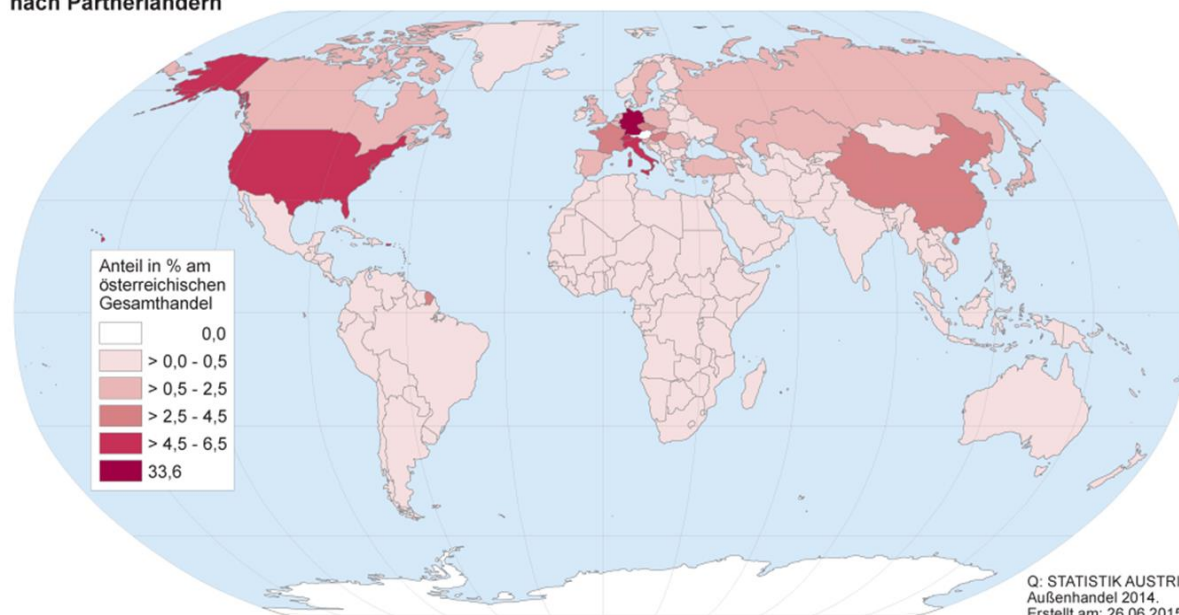 nach Partnerländern
Anteil in % am
österreichischen
Gesamthandel
0,0
> 0,0 - 0,5
> 0,5 - 2,5
> 2,5 - 4,5
> 4,5 - 6,5
33,6
Q: STATISTIK AUSTRI
Außenhandel 2014.
Erstellt am: 26.06.2015